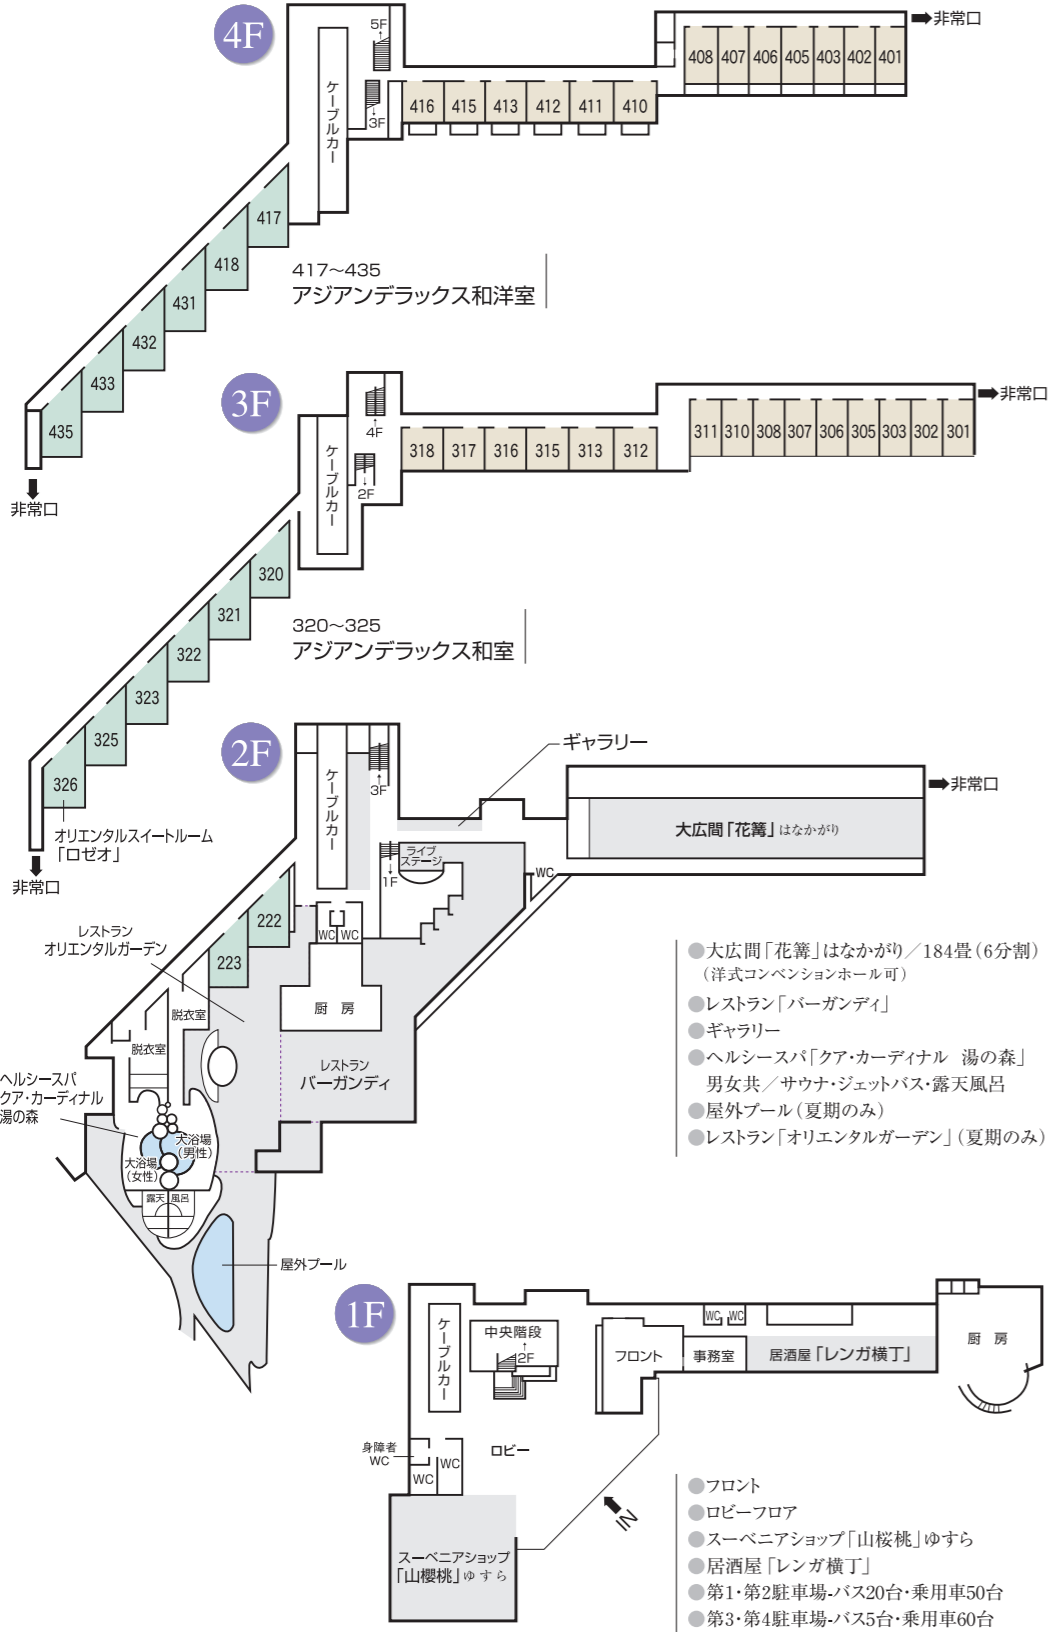 4F
5F
ケーブルカー
3F
非常口
408 407 406 405 403 402 401
416 415 413 412 411 410
417
418
431
432
433
435
非常口
417～435
アジアンデラックス和洋室
3F
4F
ケーブルカー
2F
非常口
318 317 316 315 313 312
311 310 308 307 306 305 303 302 301
320
321
322
323
325
326
オリエンタルスイートルーム
「ロゼオ」
非常口
320～325
アジアンデラックス和室
2F
ギャラリー
ケーブルカー
3F
非常口
大広間「花篝」はなかがり
ライブ
ステージ
1F
WC
WC WC
222
223
レストラン
オリエンタルガーデン
厨 房
脱衣室
脱衣室
レストラン
バーガンディ
ヘルシースパ
クア・カーディナル
湯の森
大浴場
(男性)
大浴場
(女性)
露天 風呂
屋外プール
●大広間「花篝」はなかがり／184畳(6分割)
(洋式コンベンションホール可)
●レストラン「バーガンディ」
●ギャラリー
●ヘルシースパ「クア・カーディナル 湯の森」
男女共／サウナ・ジェットバス・露天風呂
●屋外プール(夏期のみ)
●レストラン「オリエンタルガーデン」(夏期のみ)
1F
ケーブルカー
中央階段
2F
フロント
事務室
WC WC
居酒屋「レンガ横丁」
厨 房
身障者
WC
WC
WC
ロビー
IN
スーベニアショップ
「山櫻桃」ゆすら
●フロント
●ロビーフロア
●スーベニアショップ「山桜桃」ゆすら
●居酒屋「レンガ横丁」
●第1・第2駐車場-バス20台・乗用車50台
●第3・第4駐車場-バス5台・乗用車60台